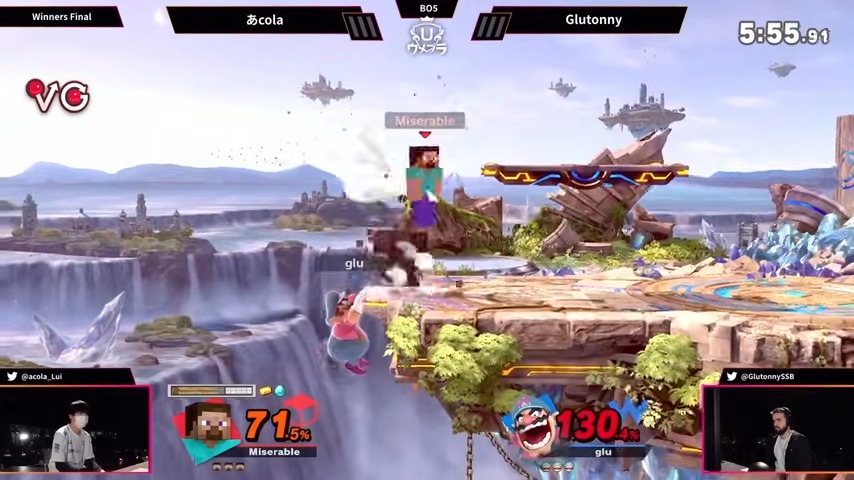 Winners Final
あcola
BO5
Glutonny
5:55.91
U
ウメブラ
VG
Miserable
glu
@acola_Lui
@GlutonnySSB
71.5%
130.4%
Miserable
glu